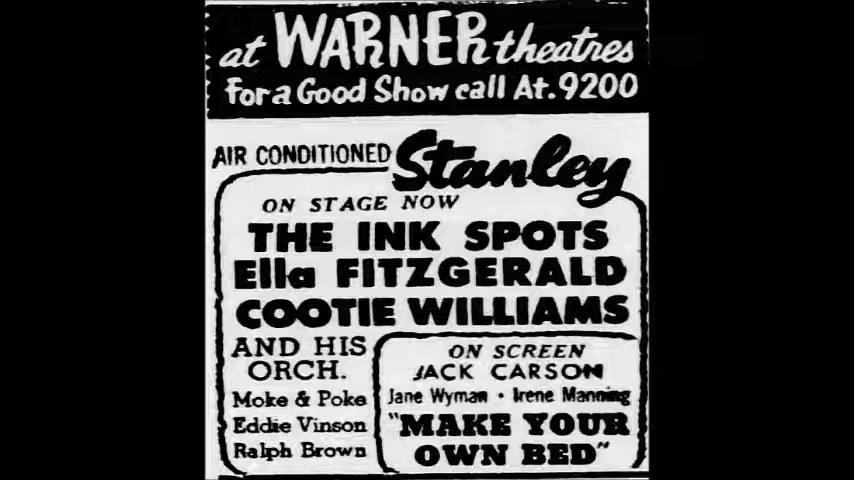 at WARNER theatres
For a Good Show call At. 9200
AIR CONDITIONED Stanley
ON STAGE NOW
THE INK SPOTS
Ella FITZGERALD
COOTIE WILLIAMS
AND HIS
ORCH.
Moke & Poke
Eddie Vinson
Ralph Brown
ON SCREEN
JACK CARSON
Jane Wyman • Irene Manning
"MAKE YOUR
OWN BED"